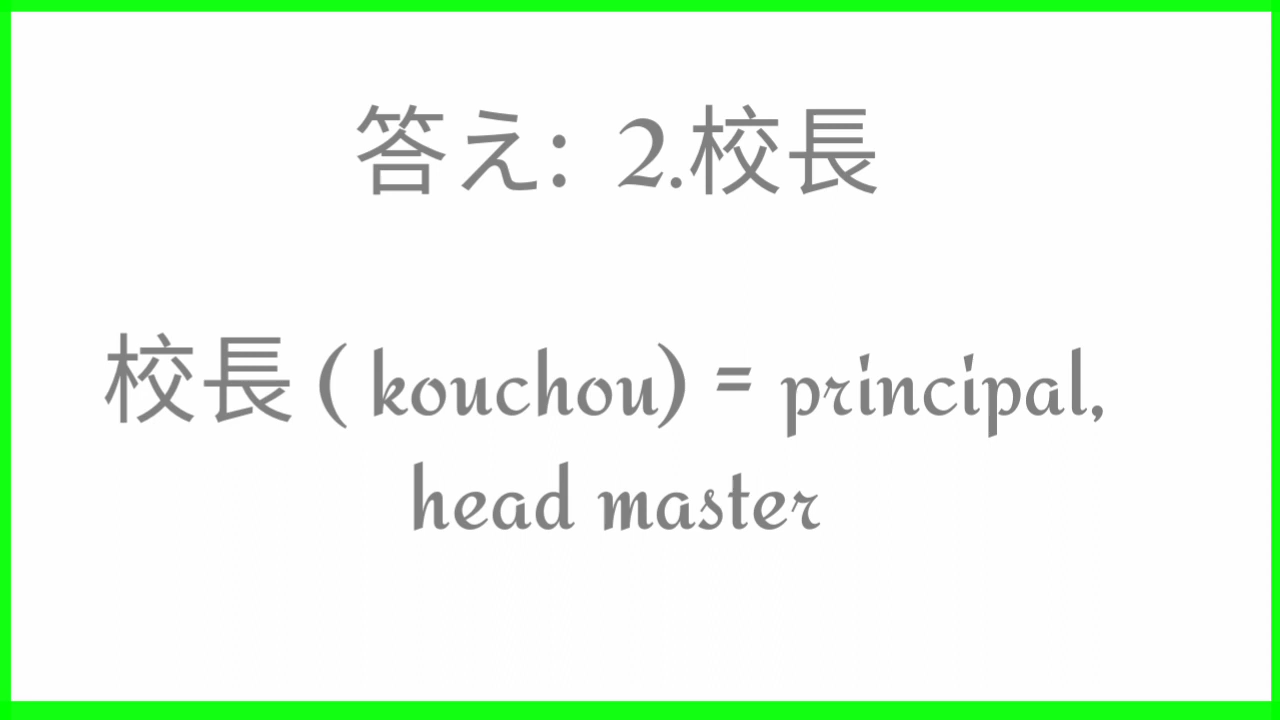 答え: 2.校長
校長 ( kouchou) = principal,
head master